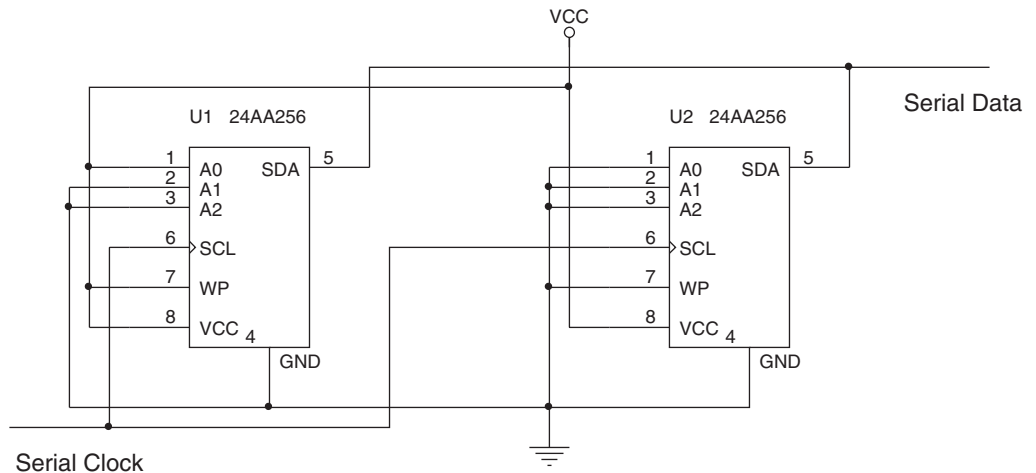 VCC
Serial Data
U1 24AA256
1 A0 SDA 5
2 A1
3 A2
6 SCL
7 WP
8 VCC 4
GND
U2 24AA256
1 A0 SDA 5
2 A1
3 A2
6 SCL
7 WP
8 VCC 4
GND
Serial Clock